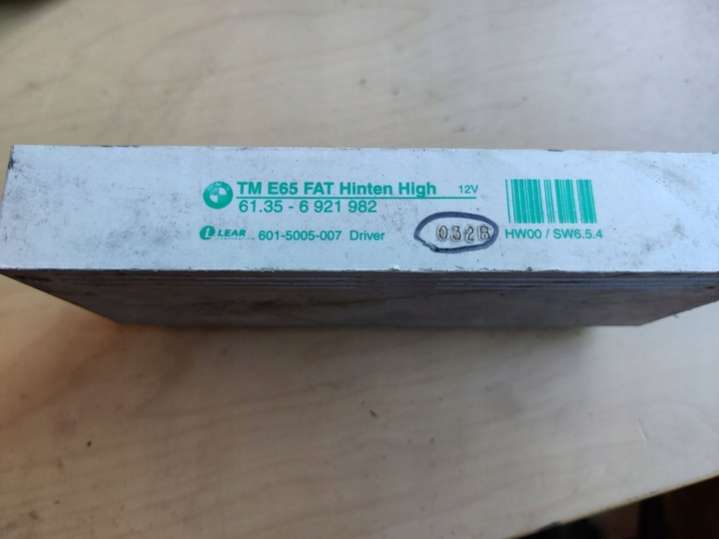 TM E65 FAT Hinten High 12V
61.35 - 6 921 982
LEAR 601-5005-007 Driver 032B HW00 / SW6.5.4